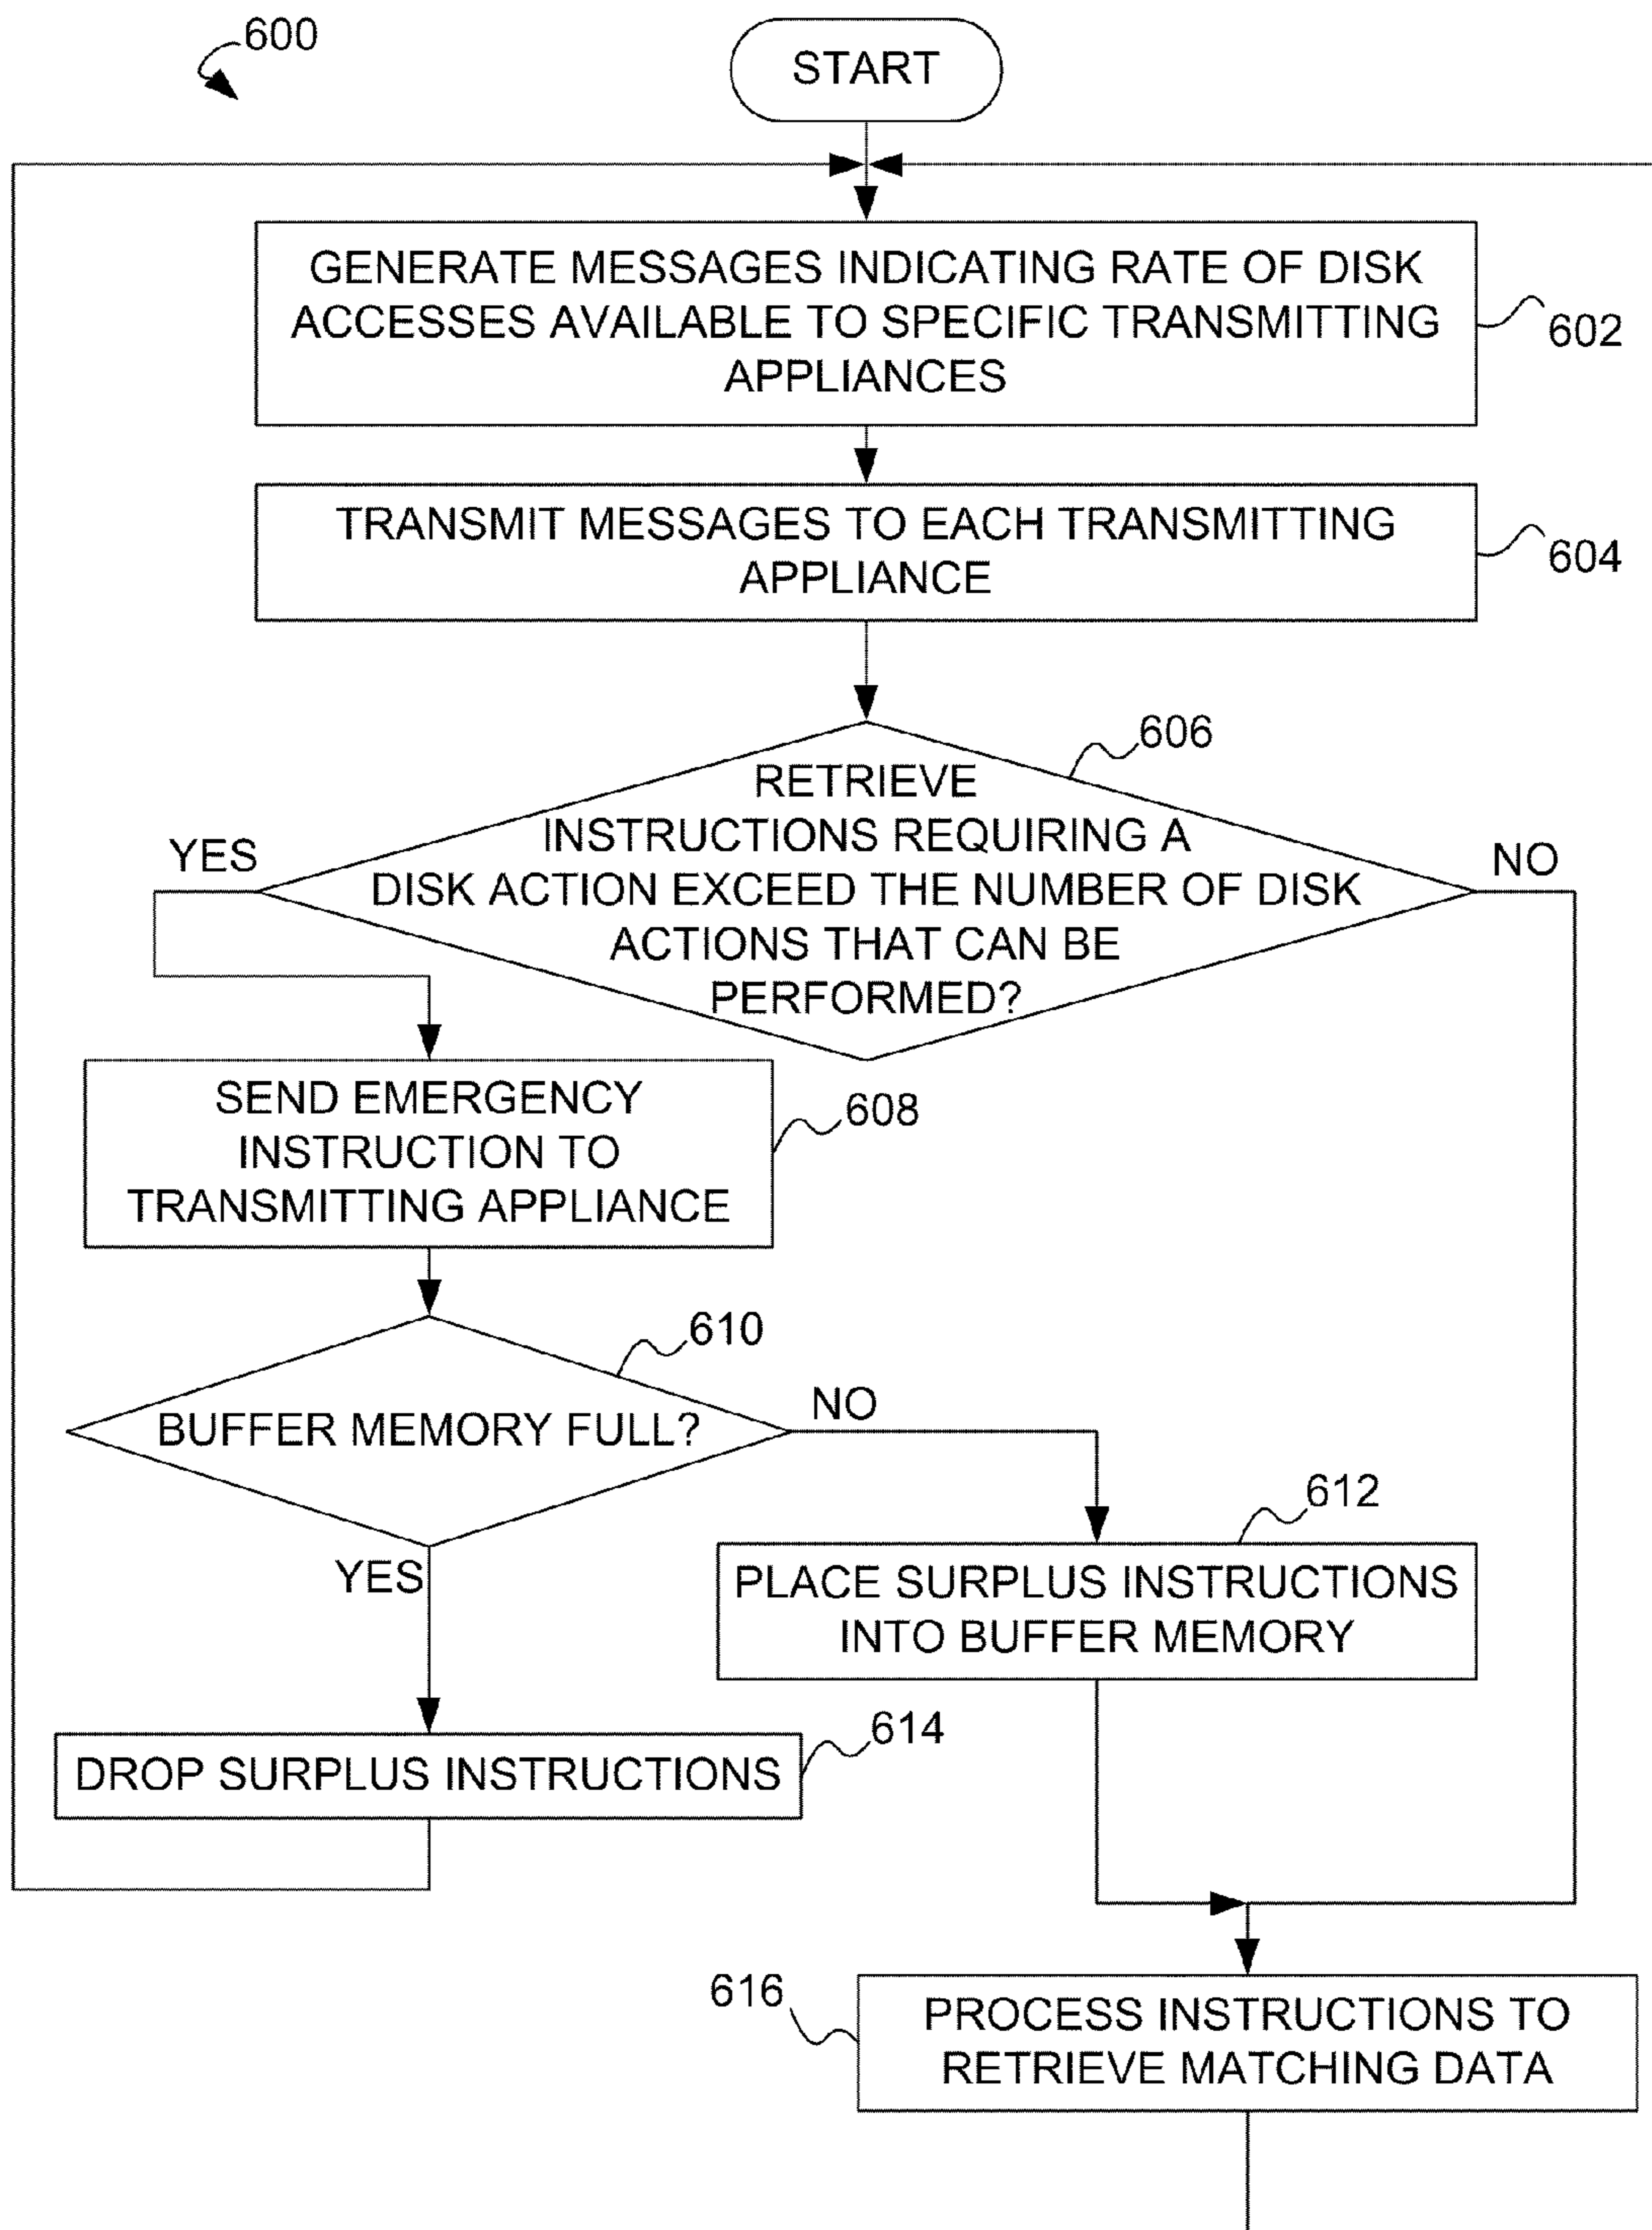 600
START
GENERATE MESSAGES INDICATING RATE OF DISK
ACCESSES AVAILABLE TO SPECIFIC TRANSMITTING
APPLIANCES
602
TRANSMIT MESSAGES TO EACH TRANSMITTING
APPLIANCE
604
606
RETRIEVE
INSTRUCTIONS REQUIRING A
DISK ACTION EXCEED THE NUMBER OF DISK
ACTIONS THAT CAN BE
PERFORMED?
YES
NO
SEND EMERGENCY
INSTRUCTION TO
TRANSMITTING APPLIANCE
608
610
BUFFER MEMORY FULL?
NO
YES
612
PLACE SURPLUS INSTRUCTIONS
INTO BUFFER MEMORY
614
DROP SURPLUS INSTRUCTIONS
616
PROCESS INSTRUCTIONS TO
RETRIEVE MATCHING DATA